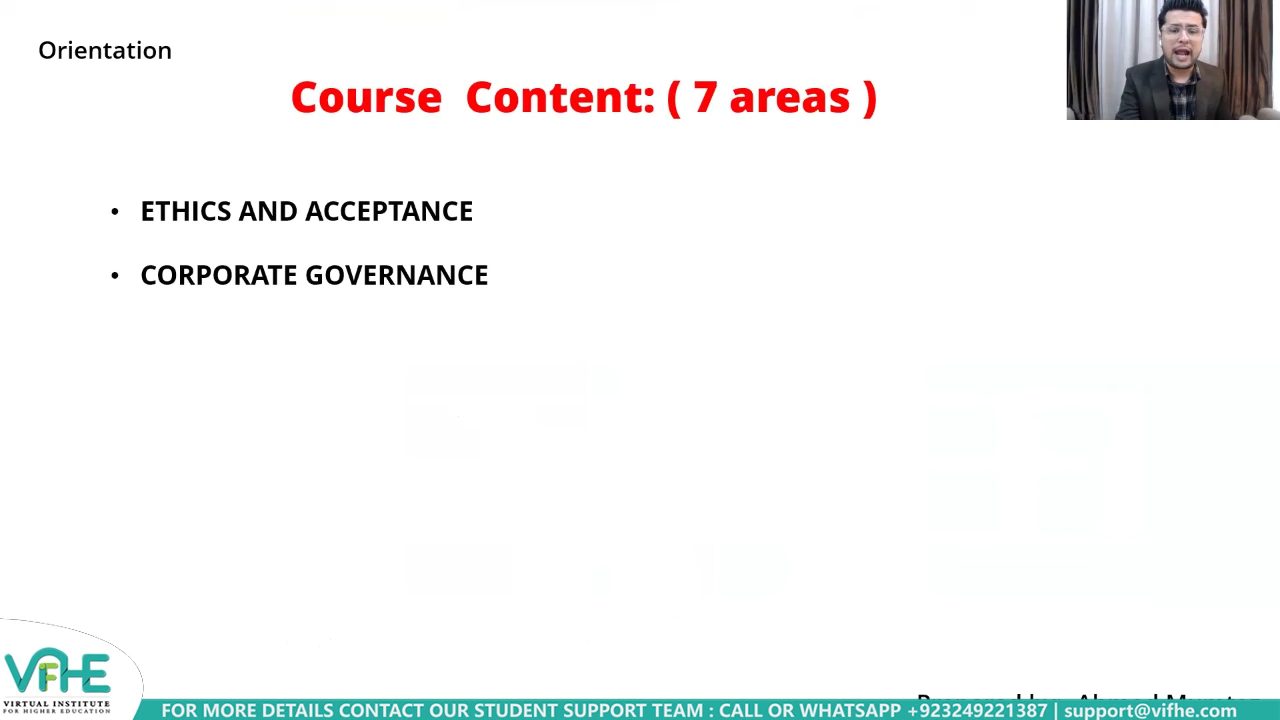 Orientation
Course Content: ( 7 areas )
• ETHICS AND ACCEPTANCE
• CORPORATE GOVERNANCE
VIFHE
VIRTUAL INSTITUTE
FOR HIGHER EDUCATION
FOR MORE DETAILS CONTACT OUR STUDENT SUPPORT TEAM : CALL OR WHATSAPP +923249221387 | support@vifhe.com